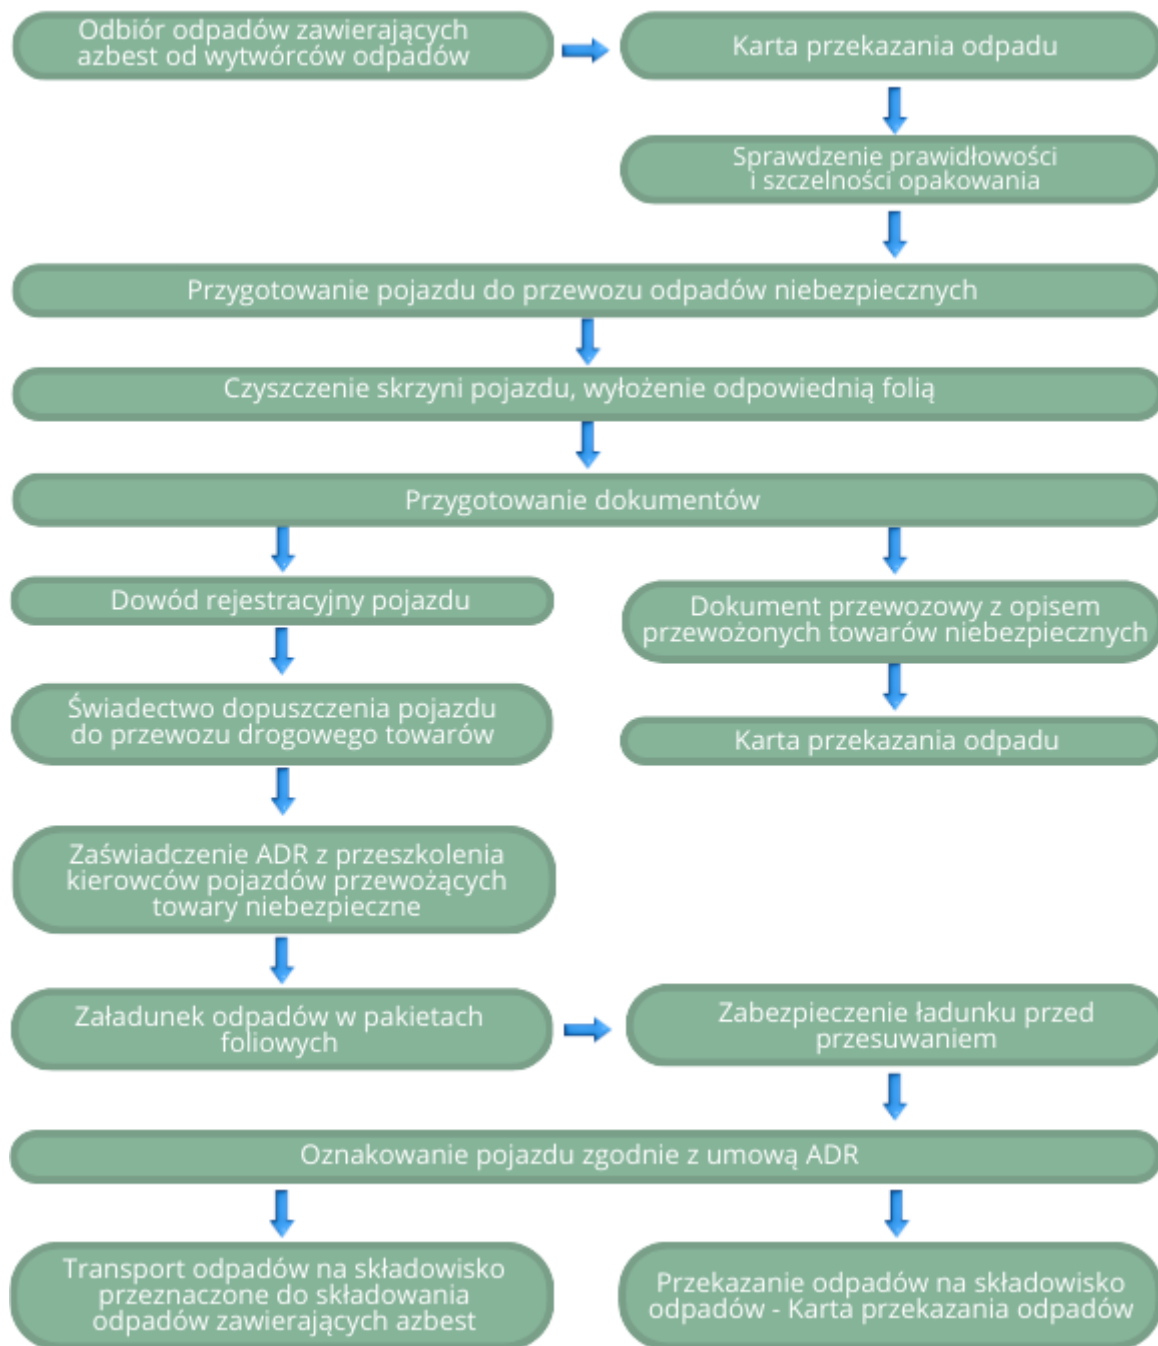 Odbiór odpadów zawierających
azbest od wytwórców odpadów
Karta przekazania odpadu
Sprawdzenie prawidłowości
i szczelności opakowania
Przygotowanie pojazdu do przewozu odpadów niebezpiecznych
Czyszczenie skrzyni pojazdu, wyłożenie odpowiednią folią
Przygotowanie dokumentów
Dowód rejestracyjny pojazdu
Świadectwo dopuszczenia pojazdu
do przewozu drogowego towarów
Zaświadczenie ADR z przeszkolenia
kierowców pojazdów przewożących
towary niebezpieczne
Dokument przewozowy z opisem
przewożonych towarów niebezpiecznych
Karta przekazania odpadu
Załadunek odpadów w pakietach
foliowych
Zabezpieczenie ładunku przed
przesuwaniem
Oznakowanie pojazdu zgodnie z umową ADR
Transport odpadów na składowisko
przeznaczone do składowania
odpadów zawierających azbest
Przekazanie odpadów na składowisko
odpadów - Karta przekazania odpadów